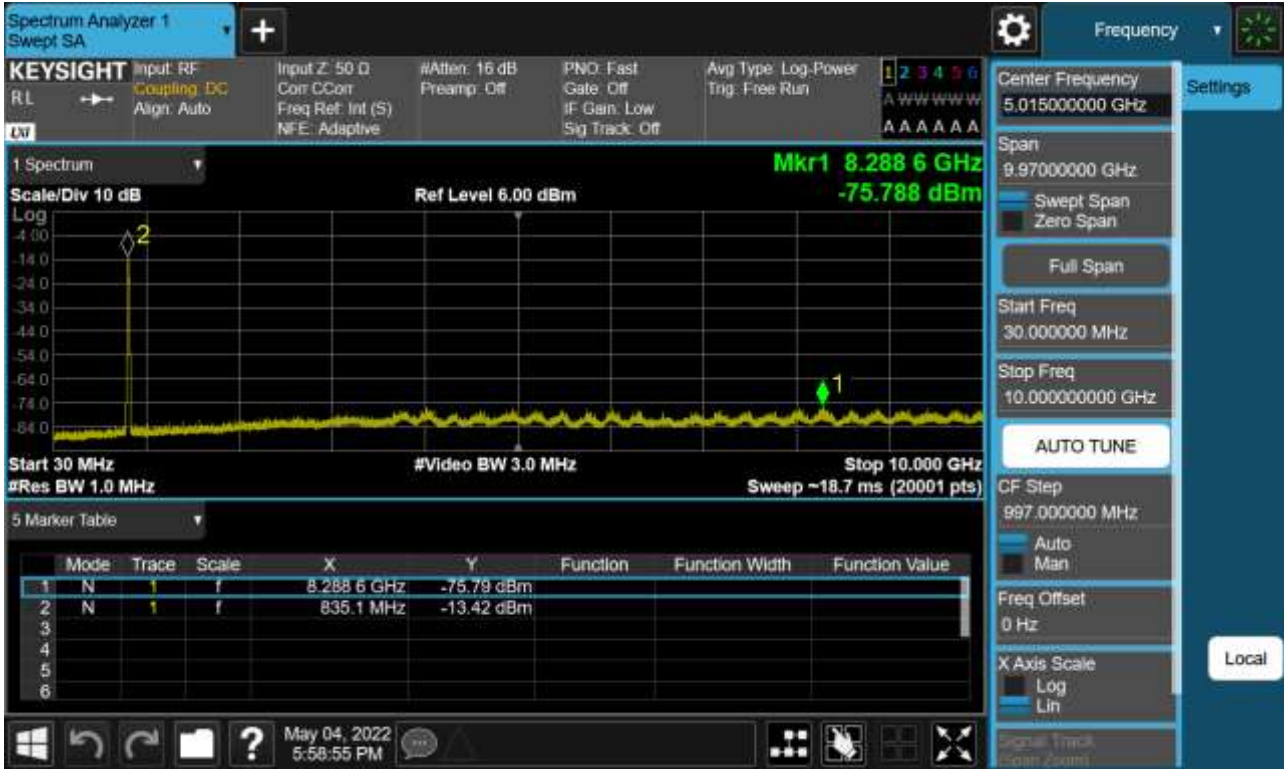 Spectrum Analyzer 1
Swept SA
Frequency
KEYSIGHT
RL
LXI
Input: RF
Coupling: DC
Align: Auto
Input Z: 50 Ω
Corr CCorr
Freq Ref: Int (S)
NFE: Adaptive
#Atten: 16 dB
Preamp: Off
PNO: Fast
Gate: Off
IF Gain: Low
Sig Track: Off
Avg Type: Log-Power
Trig: Free Run
1 2 3 4 5 6
A W W W W W
A A A A A A
1 Spectrum
Scale/Div 10 dB
Log
Ref Level 6.00 dBm
Mkr1 8.288 6 GHz
-75.788 dBm
-4.00
-14.0
-24.0
-34.0
-44.0
-54.0
-64.0
-74.0
-84.0
2
1
Start 30 MHz
#Res BW 1.0 MHz
#Video BW 3.0 MHz
Stop 10.000 GHz
Sweep ~18.7 ms (20001 pts)
5 Marker Table
Mode Trace Scale X Y Function Function Width Function Value
1 N 1 f 8.288 6 GHz -75.79 dBm
2 N 1 f 835.1 MHz -13.42 dBm
3
4
5
6
May 04, 2022
5:58:55 PM
?
Center Frequency
5.015000000 GHz
Settings
Span
9.97000000 GHz
Swept Span
Zero Span
Full Span
Start Freq
30.000000 MHz
Stop Freq
10.000000000 GHz
AUTO TUNE
CF Step
997.000000 MHz
Auto
Man
Freq Offset
0 Hz
X Axis Scale
Log
Lin
Local
Signal Track
(Span Zoom)